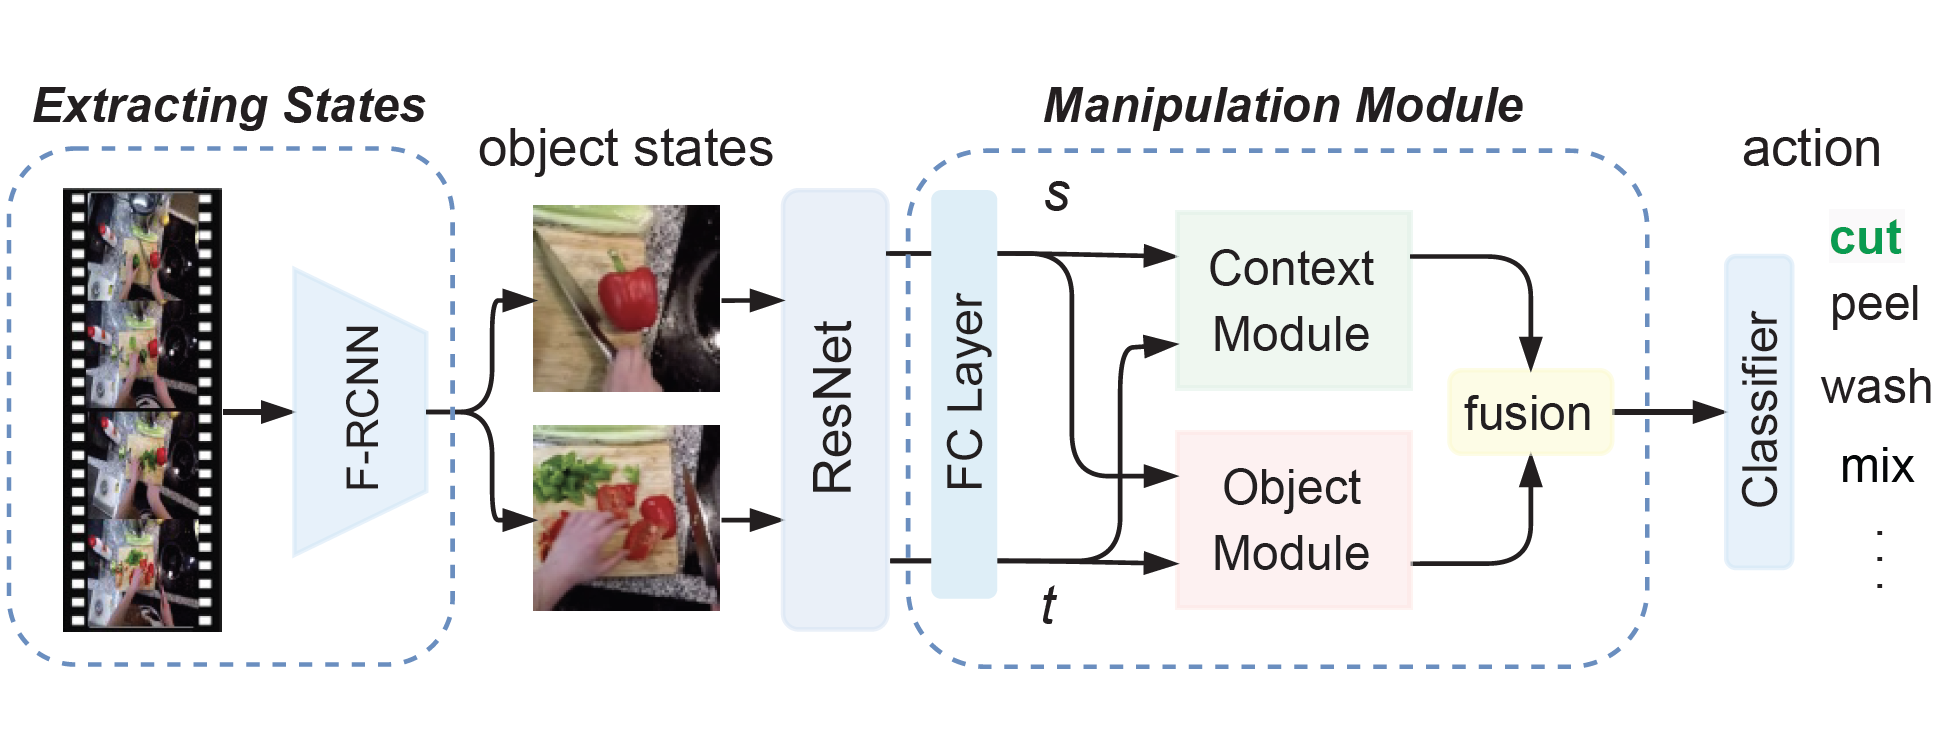 Extracting States
F-RCNN
object states
ResNet
Manipulation Module
FC Layer
s
t
Context
Module
Object
Module
fusion
Classifier
action
cut
peel
wash
mix
.
.
.